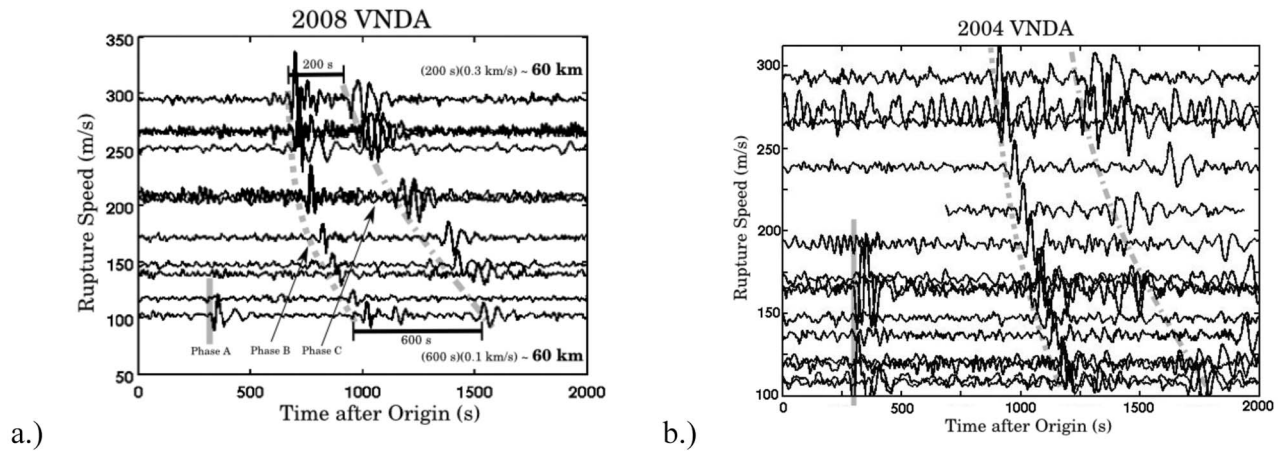 2008 VNDA
350
300
250
200
150
100
50
Rupture Speed (m/s)
200 s
(200 s)(0.3 km/s) ~ 60 km
Phase A
Phase B
Phase C
600 s
(600 s)(0.1 km/s) ~ 60 km
0
500
1000
1500
2000
Time after Origin (s)
a.)
2004 VNDA
300
250
200
150
100
Rupture Speed (m/s)
0
500
1000
1500
2000
Time after Origin (s)
b.)